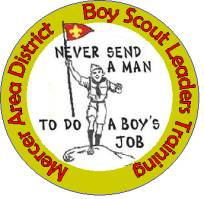 Mercer Area District Boy Scout Leaders Training
NEVER SEND
A MAN
TO DO A BOY'S
JOB